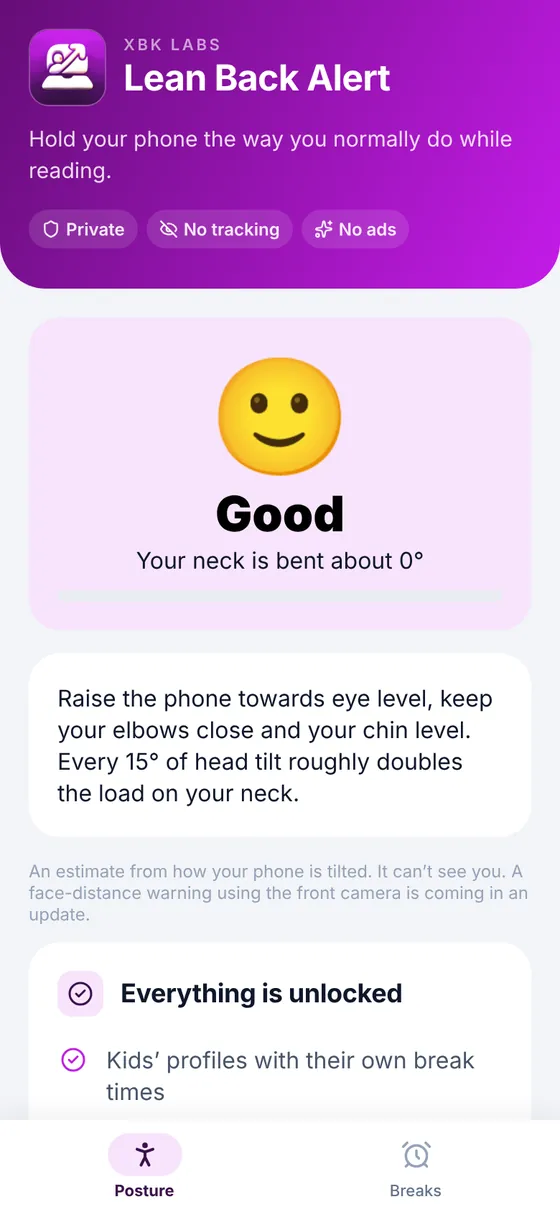 XBK LABS
Lean Back Alert
Hold your phone the way you normally do while
reading.
Private
No tracking
No ads
Good
Your neck is bent about 0°
Raise the phone towards eye level, keep
your elbows close and your chin level.
Every 15° of head tilt roughly doubles
the load on your neck.
An estimate from how your phone is tilted. It can’t see you. A
face-distance warning using the front camera is coming in an
update.
Everything is unlocked
Kids’ profiles with their own break
times
Posture
Breaks